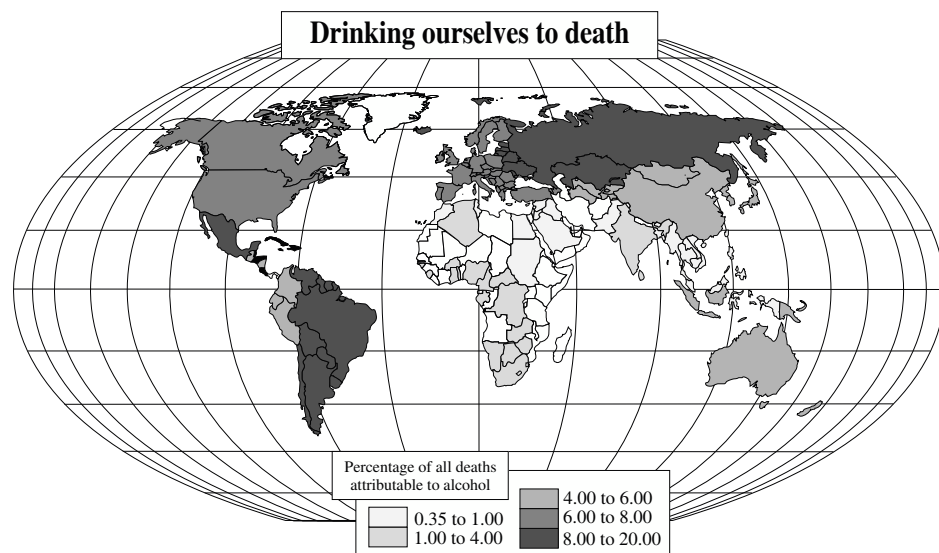 Drinking ourselves to death
Percentage of all deaths
attributable to alcohol
0.35 to 1.00
1.00 to 4.00
4.00 to 6.00
6.00 to 8.00
8.00 to 20.00